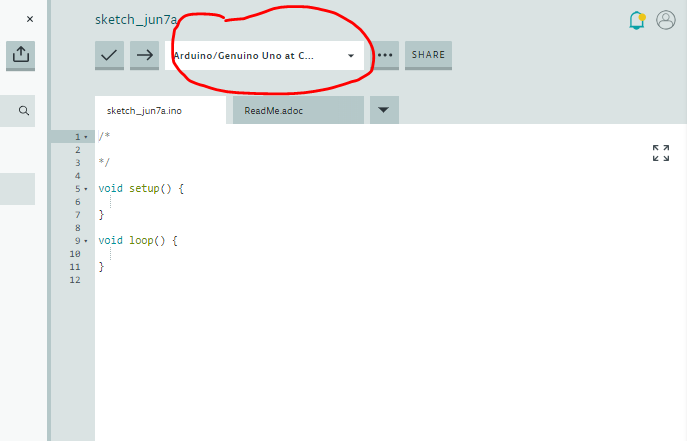 ×
sketch_jun7a
Arduino/Genuino Uno at C...
SHARE
sketch_jun7a.ino
ReadMe.adoc
1 /*
2
3 */
4
5 void setup() {
6
7 }
8
9 void loop() {
10
11 }
12